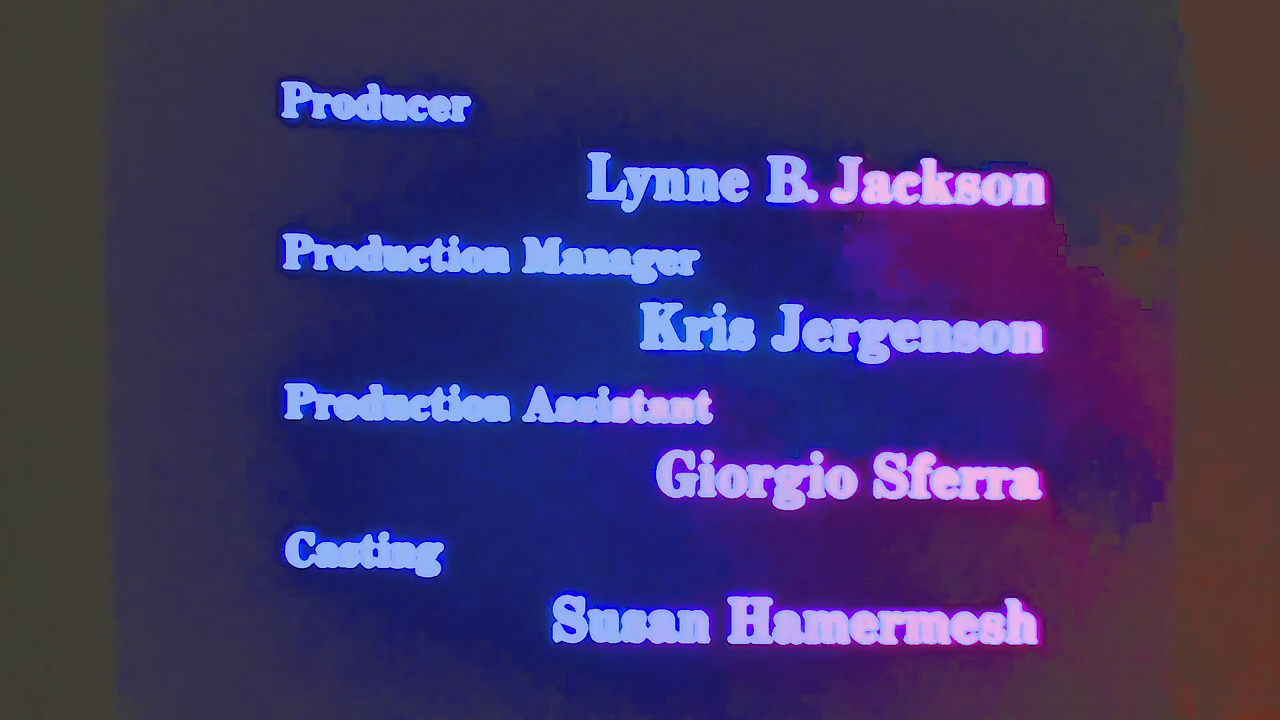 Producer
Lynne B. Jackson
Production Manager
Kris Jergenson
Production Assistant
Giorgio Sferra
Casting
Susan Hamermesh